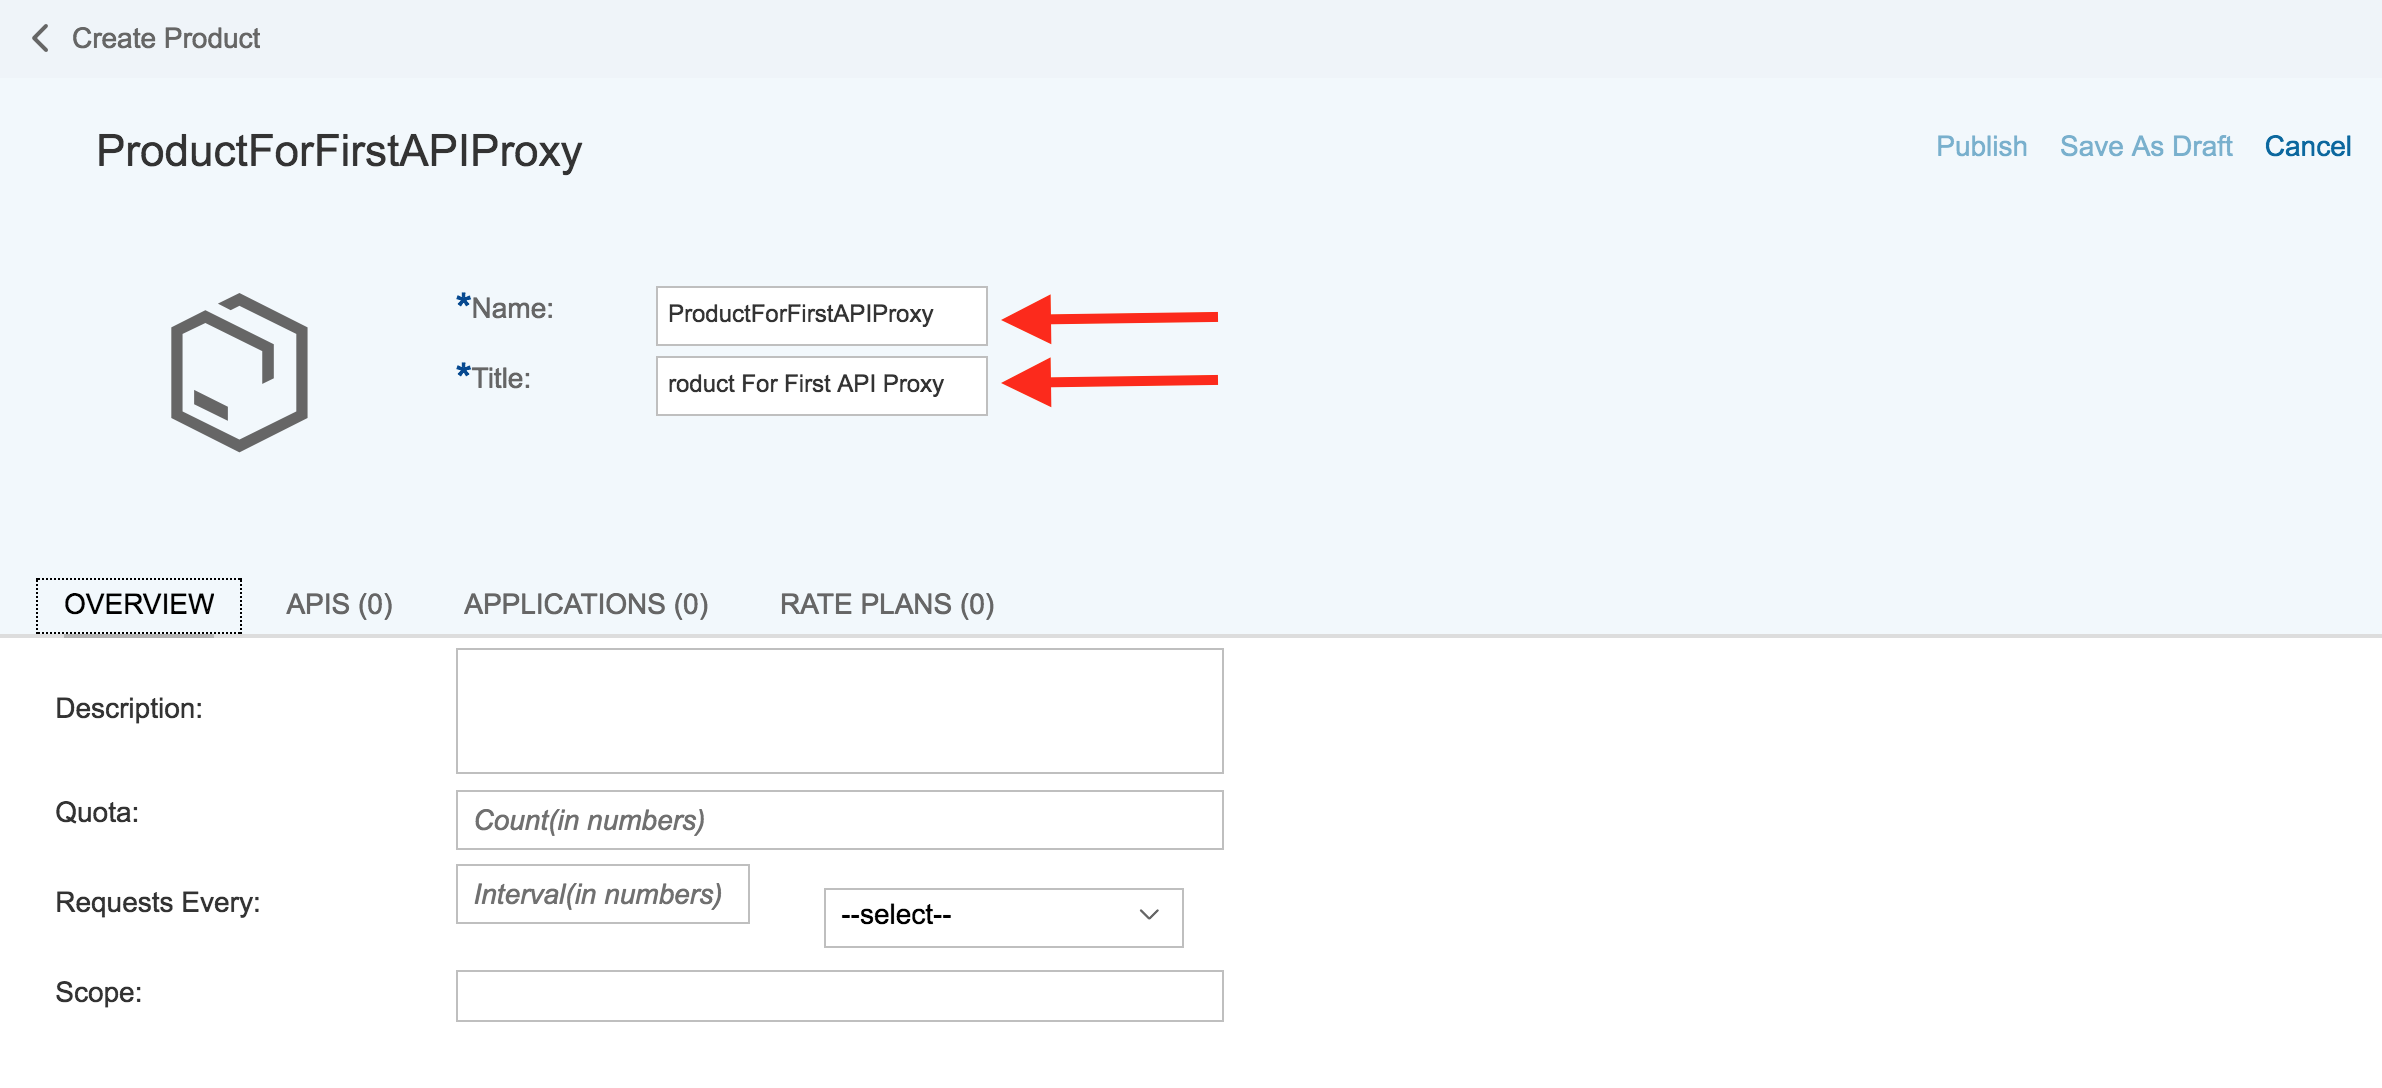 Create Product
ProductForFirstAPIProxy
Publish Save As Draft Cancel
*Name: ProductForFirstAPIProxy
*Title: roduct For First API Proxy
OVERVIEW APIS (0) APPLICATIONS (0) RATE PLANS (0)
Description:
Quota: Count(in numbers)
Requests Every: Interval(in numbers) --select--
Scope: